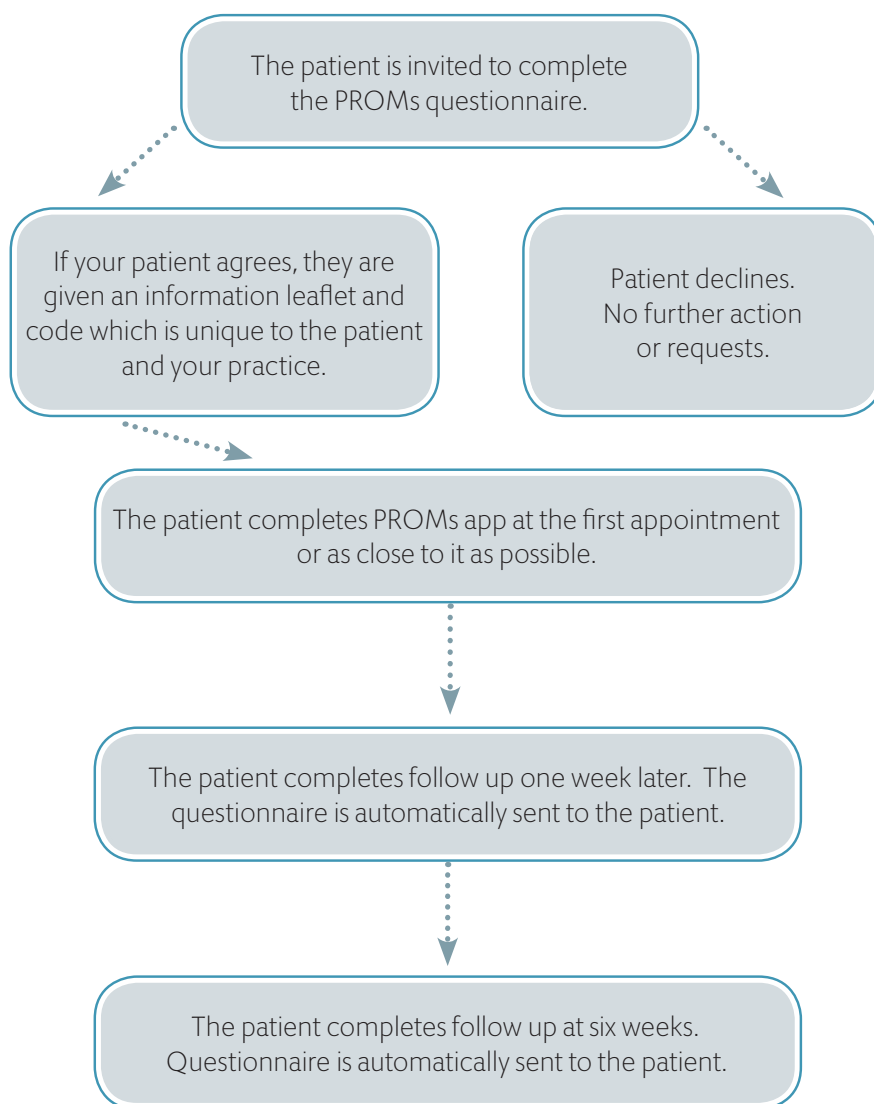 The patient is invited to complete
the PROMs questionnaire.
If your patient agrees, they are
given an information leaflet and
code which is unique to the patient
and your practice.
Patient declines.
No further action
or requests.
The patient completes PROMs app at the first appointment
or as close to it as possible.
The patient completes follow up one week later.  The
questionnaire is automatically sent to the patient.
The patient completes follow up at six weeks.
Questionnaire is automatically sent to the patient.